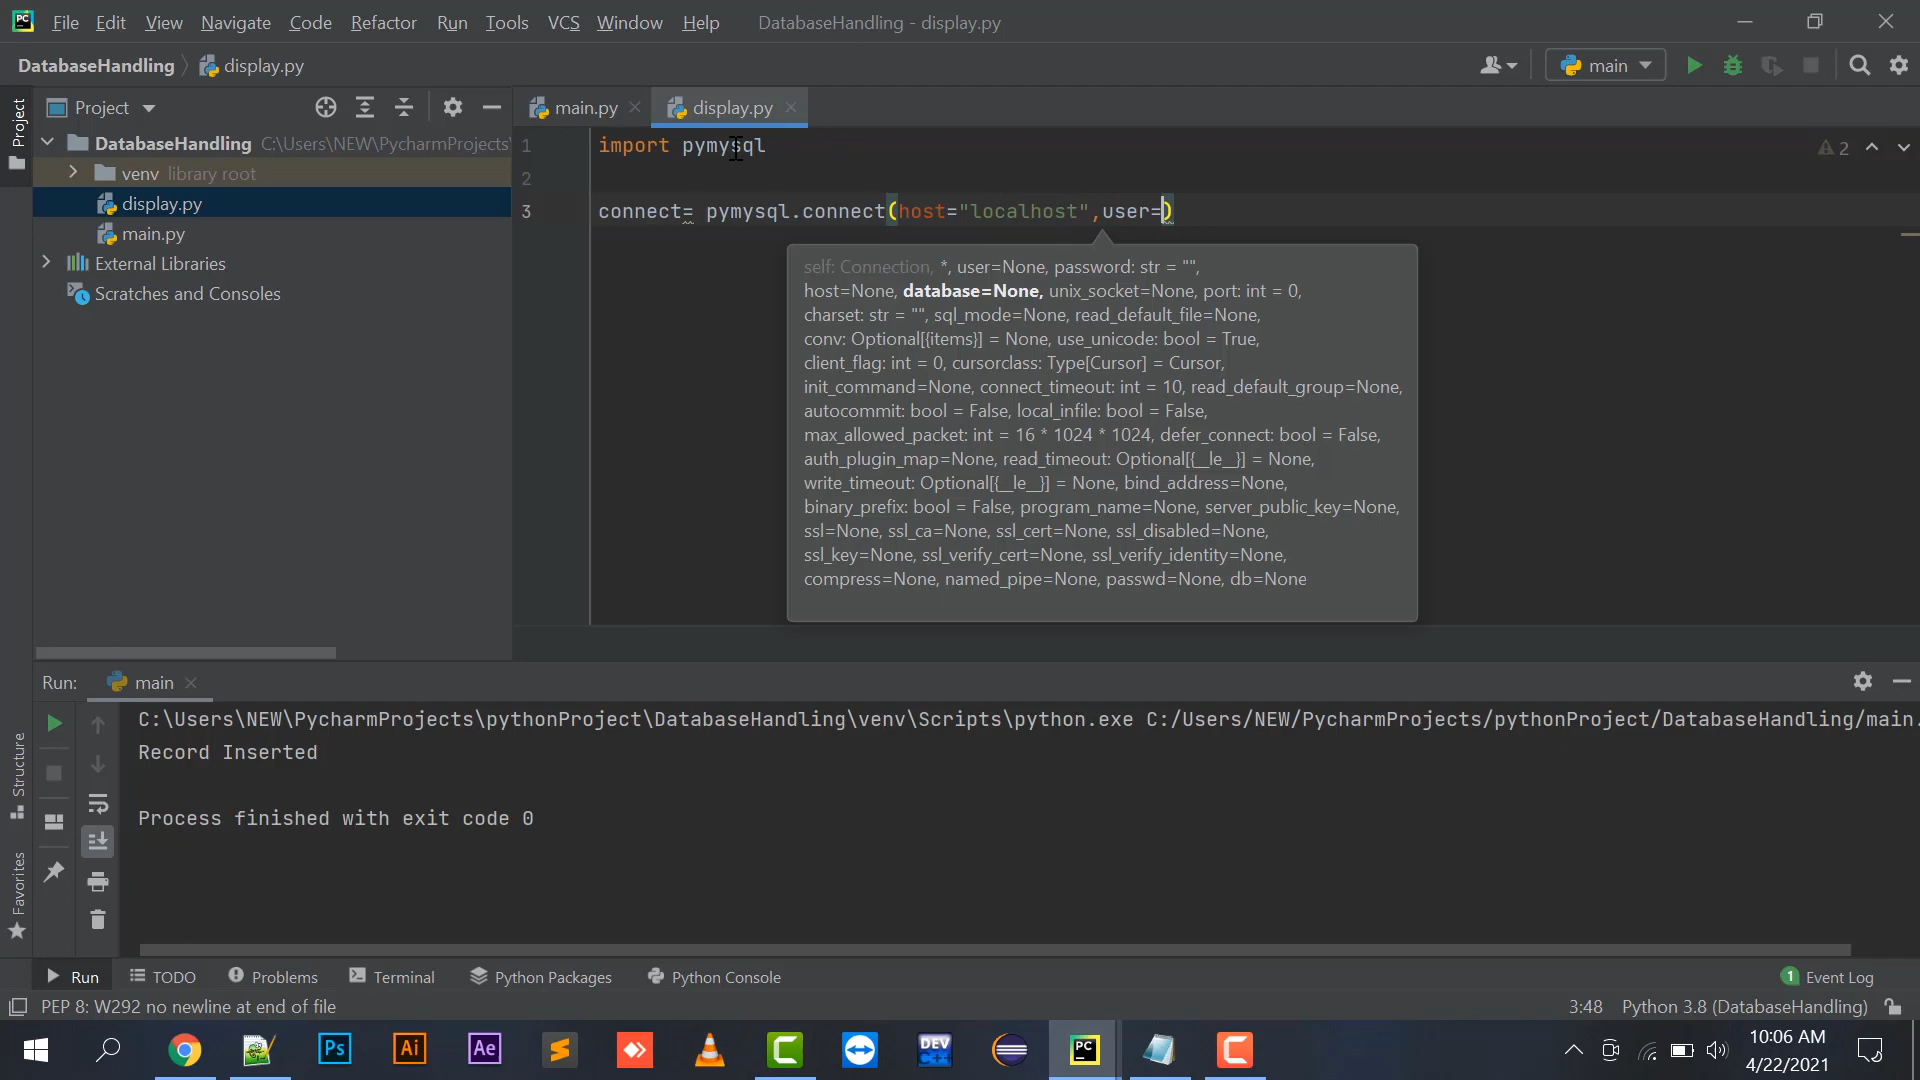 PC File Edit View Navigate Code Refactor Run Tools VCS Window Help DatabaseHandling - display.py
DatabaseHandling display.py main
Project Project main.py display.py
DatabaseHandling C:\Users\NEW\PycharmProjects\
venv library root
display.py
main.py
External Libraries
Scratches and Consoles
1 import pymysql 2
2
3 connect= pymysql.connect(host="localhost",user=)
self: Connection, *, user=None, password: str = "",
host=None, database=None, unix_socket=None, port: int = 0,
charset: str = "", sql_mode=None, read_default_file=None,
conv: Optional[{items}] = None, use_unicode: bool = True,
client_flag: int = 0, cursorclass: Type[Cursor] = Cursor,
init_command=None, connect_timeout: int = 10, read_default_group=None,
autocommit: bool = False, local_infile: bool = False,
max_allowed_packet: int = 16 * 1024 * 1024, defer_connect: bool = False,
auth_plugin_map=None, read_timeout: Optional[{__le__}] = None,
write_timeout: Optional[{__le__}] = None, bind_address=None,
binary_prefix: bool = False, program_name=None, server_public_key=None,
ssl=None, ssl_ca=None, ssl_cert=None, ssl_disabled=None,
ssl_key=None, ssl_verify_cert=None, ssl_verify_identity=None,
compress=None, named_pipe=None, passwd=None, db=None
Run: main
C:\Users\NEW\PycharmProjects\pythonProject\DatabaseHandling\venv\Scripts\python.exe C:/Users/NEW/PycharmProjects/pythonProject/DatabaseHandling/main.
Record Inserted
Process finished with exit code 0
Structure
Favorites
Run TODO Problems Terminal Python Packages Python Console 1 Event Log
PEP 8: W292 no newline at end of file 3:48 Python 3.8 (DatabaseHandling)
Ps Ai Ae DEV C++ PC 10:06 AM
4/22/2021